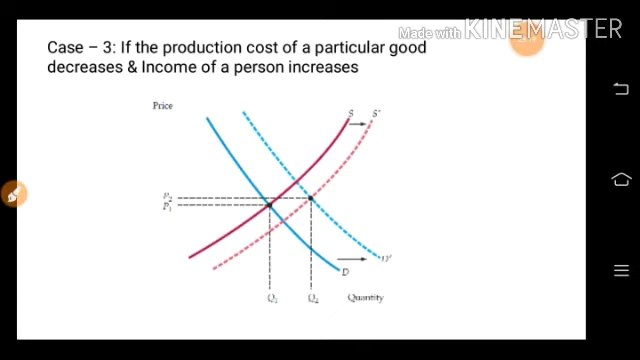 Made with KINEMASTER
Case – 3: If the production cost of a particular good
decreases & Income of a person increases
Price
S S'
P₂
P₁
D'
D
Q₁ Q₂ Quantity